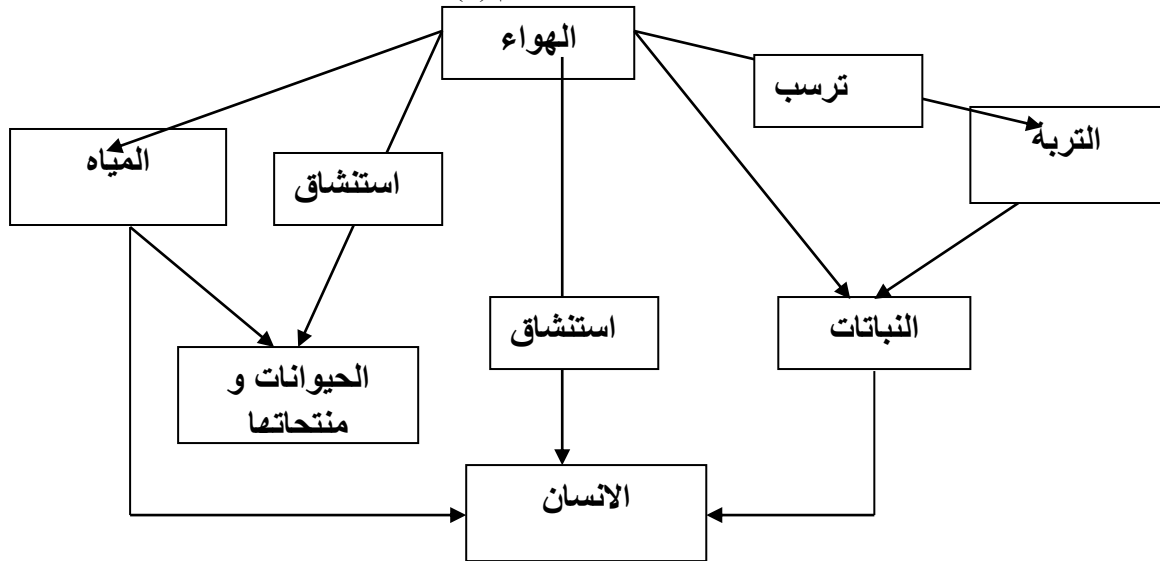 الهواء
ترسب
التربة
المياه
استنشاق
استنشاق
النباتات
الحيوانات و
منتجاتها
الانسان